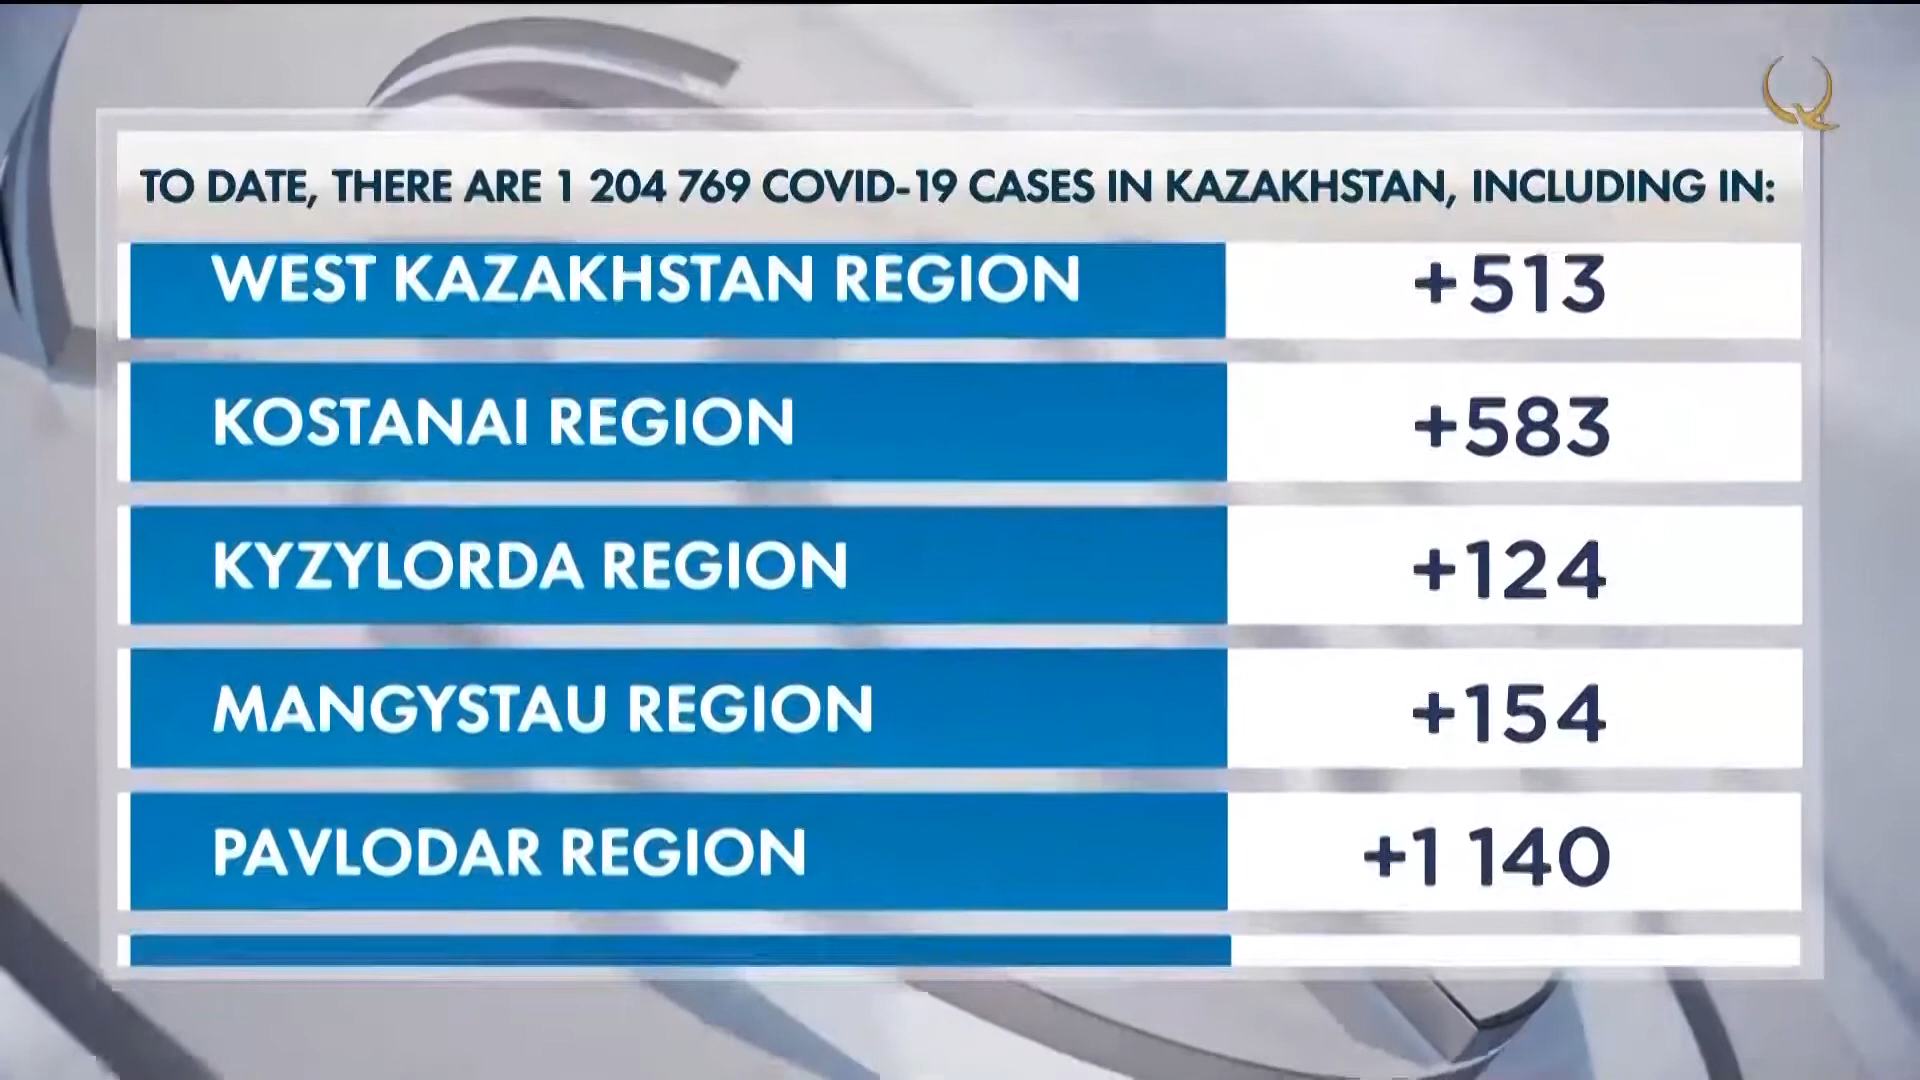 TO DATE, THERE ARE 1 204 769 COVID-19 CASES IN KAZAKHSTAN, INCLUDING IN:
WEST KAZAKHSTAN REGION +513
KOSTANAI REGION +583
KYZYLORDA REGION +124
MANGYSTAU REGION +154
PAVLODAR REGION +1 140